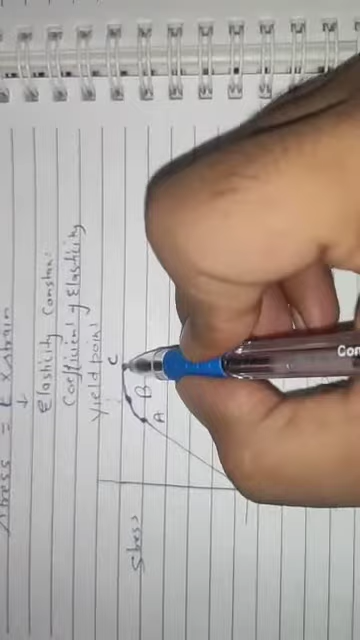 Stress = E x strain
↓
Elasticity Constant
Coefficient of Elasticity
Yield point
C
B
A
Stress
Con